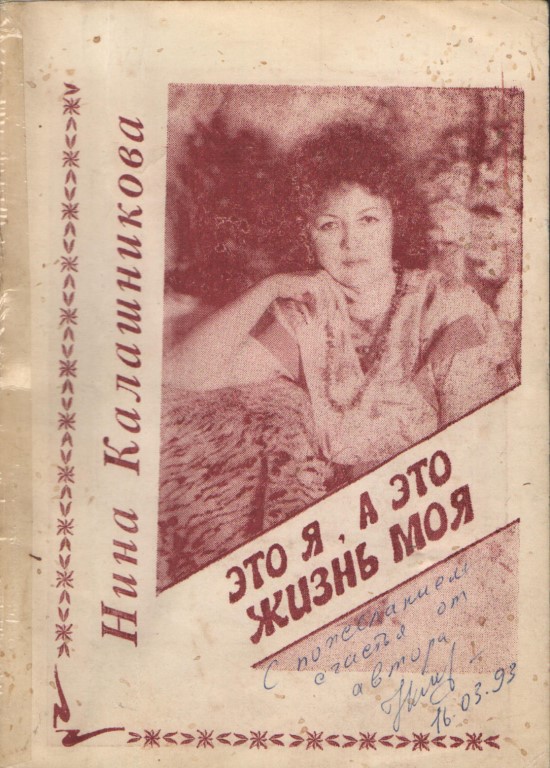 Нина Калашникова
ЭТО Я, А ЭТО
ЖИЗНЬ МОЯ
С пожеланием
счастья от
автора
16.03.93